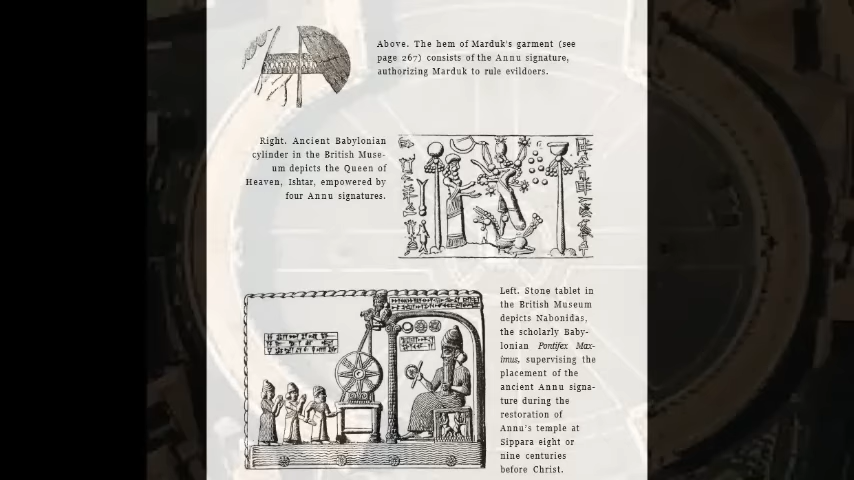 Above. The hem of Marduk's garment (see
page 267) consists of the Annu signature,
authorizing Marduk to rule evildoers.
Right. Ancient Babylonian
cylinder in the British Muse-
um depicts the Queen of
Heaven, Ishtar, empowered by
four Annu signatures.
Left. Stone tablet in
the British Museum
depicts Nabonidas,
the scholarly Baby-
lonian Pontifex Max-
imus, supervising the
placement of the
ancient Annu signa-
ture during the
restoration of
Annu's temple at
Sippara eight or
nine centuries
before Christ.